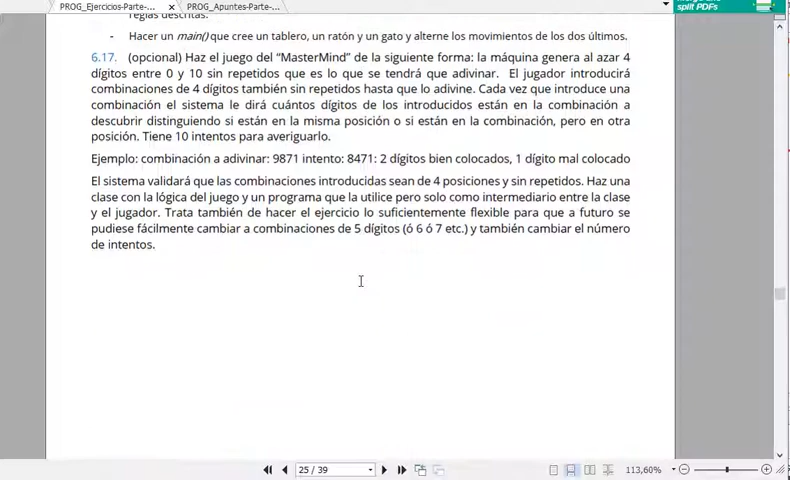 PROG_Ejercicios-Parte-... × PROG_Apuntes-Parte-...
split PDFs
reglas descritas.
- Hacer un main() que cree un tablero, un ratón y un gato y alterne los movimientos de los dos últimos.
6.17. (opcional) Haz el juego del “MasterMind” de la siguiente forma: la máquina genera al azar 4
dígitos entre 0 y 10 sin repetidos que es lo que se tendrá que adivinar. El jugador introducirá
combinaciones de 4 dígitos también sin repetidos hasta que lo adivine. Cada vez que introduce una
combinación el sistema le dirá cuántos dígitos de los introducidos están en la combinación a
descubrir distinguiendo si están en la misma posición o si están en la combinación, pero en otra
posición. Tiene 10 intentos para averiguarlo.
Ejemplo: combinación a adivinar: 9871 intento: 8471: 2 dígitos bien colocados, 1 dígito mal colocado
El sistema validará que las combinaciones introducidas sean de 4 posiciones y sin repetidos. Haz una
clase con la lógica del juego y un programa que la utilice pero solo como intermediario entre la clase
y el jugador. Trata también de hacer el ejercicio lo suficientemente flexible para que a futuro se
pudiese fácilmente cambiar a combinaciones de 5 dígitos (ó 6 ó 7 etc.) y también cambiar el número
de intentos.
25 / 39
113,60%